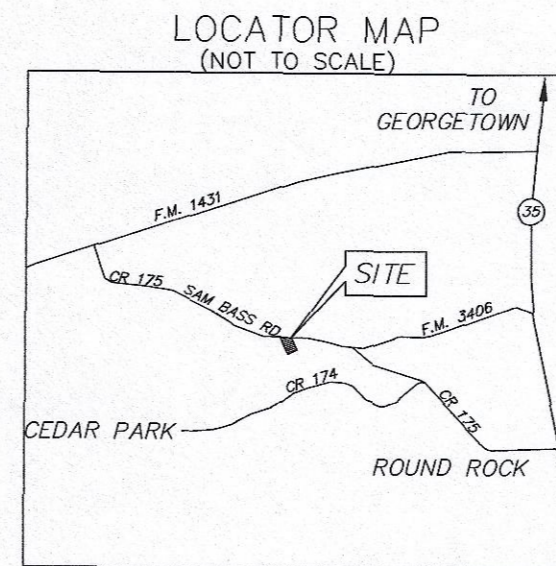 LOCATOR MAP
(NOT TO SCALE)
TO
GEORGETOWN
F.M. 1431
35
CR 175
SAM BASS RD
SITE
F.M. 3406
CR 174
CR 175
CEDAR PARK
ROUND ROCK